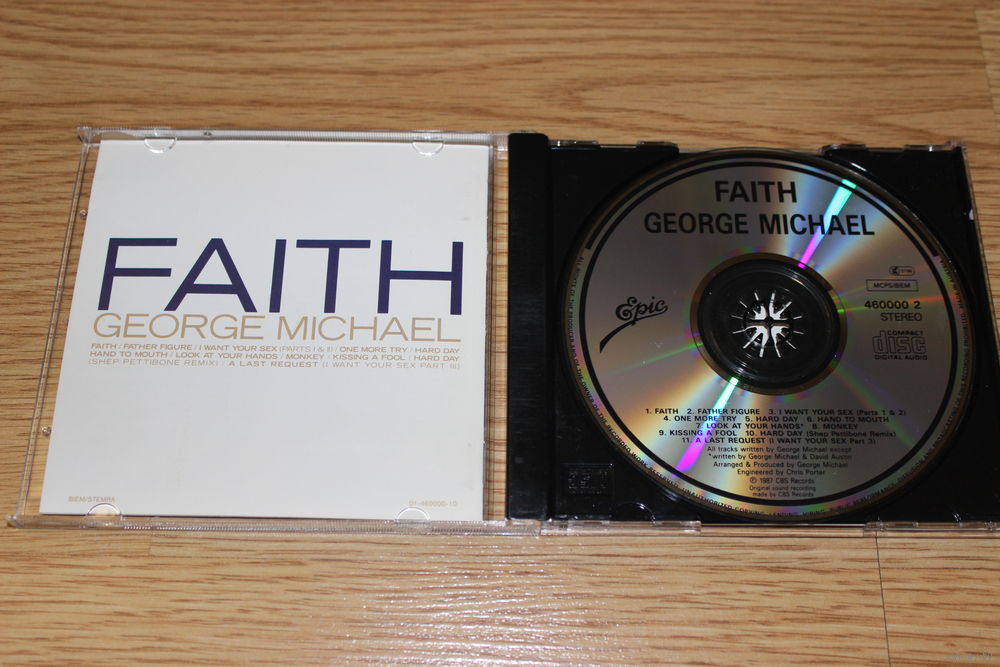 FAITH
GEORGE MICHAEL
FAITH / FATHER FIGURE / I WANT YOUR SEX (PARTS I & II) / ONE MORE TRY / HARD DAY
HAND TO MOUTH / LOOK AT YOUR HANDS / MONKEY / KISSING A FOOL / HARD DAY
(SHEP PETTIBONE REMIX) / A LAST REQUEST (I WANT YOUR SEX PART III)
BIEM/STEMRA
01-460000-10
FAITH
GEORGE MICHAEL
Epic
MCPS/BIEM
460000 2
STEREO
COMPACT
disc
DIGITAL AUDIO
1. FAITH 2. FATHER FIGURE 3. I WANT YOUR SEX (Parts 1 & 2)
4. ONE MORE TRY 5. HARD DAY 6. HAND TO MOUTH
7. LOOK AT YOUR HANDS* 8. MONKEY
9. KISSING A FOOL 10. HARD DAY (Shep Pettibone Remix)
11. A LAST REQUEST (I WANT YOUR SEX Part 3)
All tracks written by George Michael except
*written by George Michael & David Austin
Arranged & Produced by George Michael
Engineered by Chris Porter
℗ 1987 CBS Records
Original sound recording
made by CBS Records